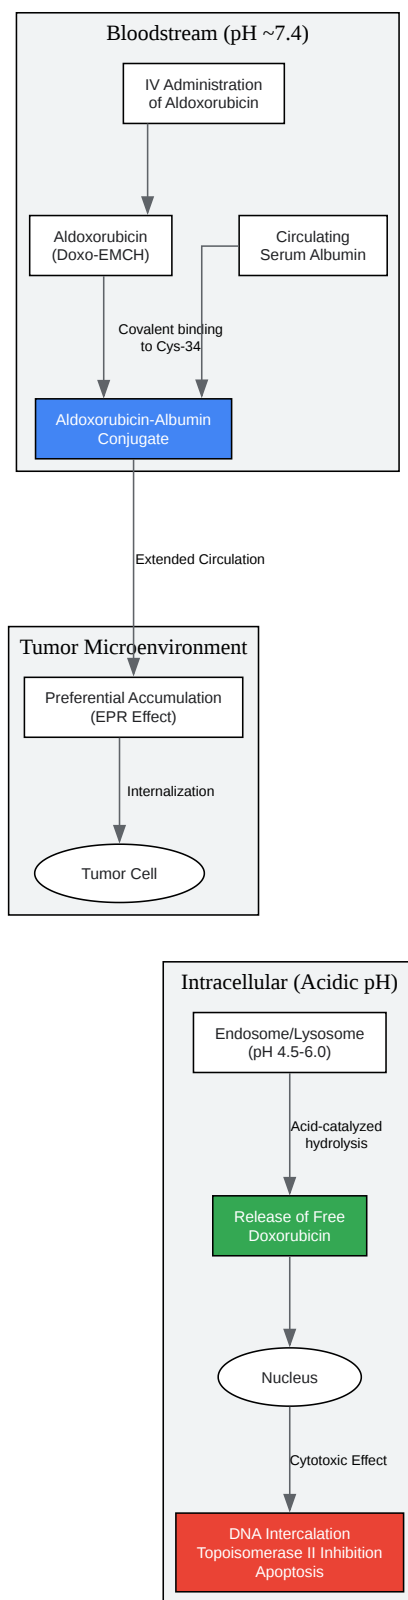 Bloodstream (pH ~7.4)
IV Administration
of Aldoxorubicin
Aldoxorubicin
(Doxo-EMCH)
Circulating
Serum Albumin
Covalent binding
to Cys-34
Aldoxorubicin-Albumin
Conjugate
Extended Circulation
Tumor Microenvironment
Preferential Accumulation
(EPR Effect)
Internalization
Tumor Cell
Intracellular (Acidic pH)
Endosome/Lysosome
(pH 4.5-6.0)
Acid-catalyzed
hydrolysis
Release of Free
Doxorubicin
Nucleus
Cytotoxic Effect
DNA Intercalation
Topoisomerase II Inhibition
Apoptosis